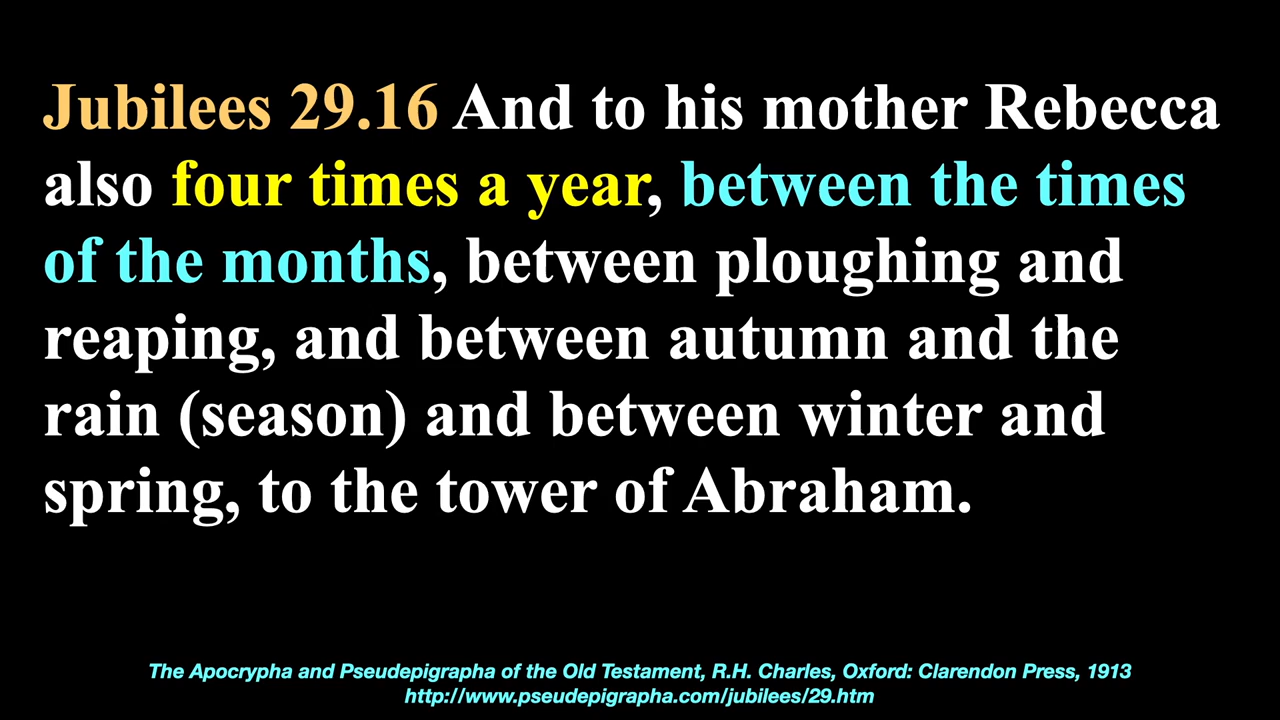 Jubilees 29.16 And to his mother Rebecca
also four times a year, between the times
of the months, between ploughing and
reaping, and between autumn and the
rain (season) and between winter and
spring, to the tower of Abraham.
The Apocrypha and Pseudepigrapha of the Old Testament, R.H. Charles, Oxford: Clarendon Press, 1913
http://www.pseudepigrapha.com/jubilees/29.htm